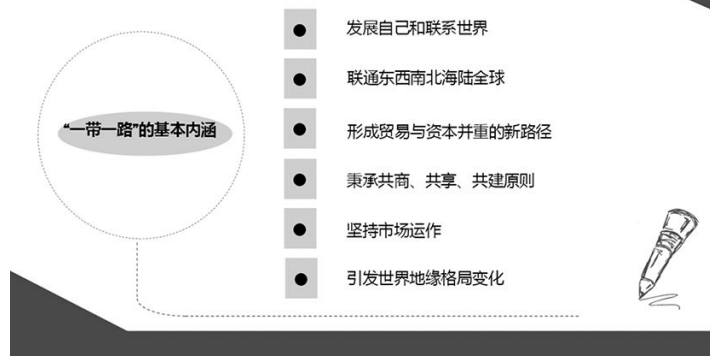 “一带一路”的基本内涵
发展自己和联系世界
联通东西南北海陆全球
形成贸易与资本并重的新路径
秉承共商、共享、共建原则
坚持市场运作
引发世界地缘格局变化